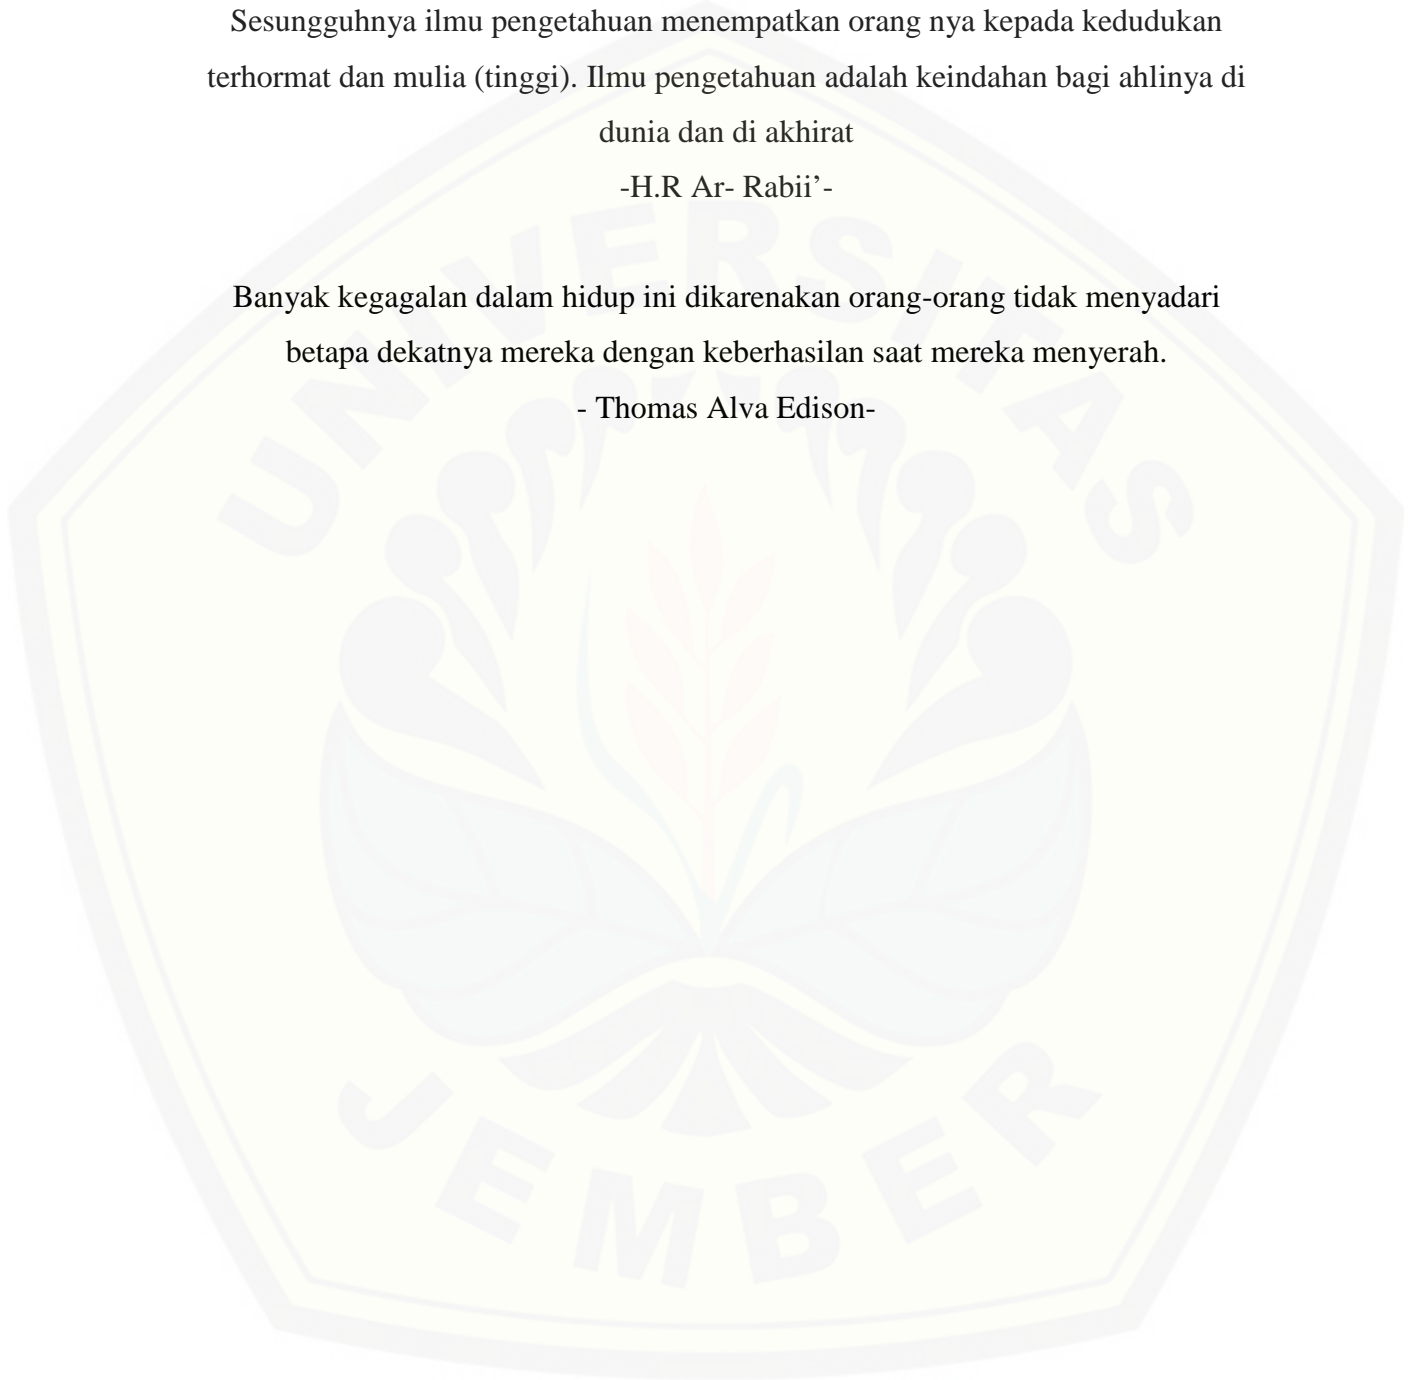 Sesungguhnya ilmu pengetahuan menempatkan orang nya kepada kedudukan
terhormat dan mulia (tinggi). Ilmu pengetahuan adalah keindahan bagi ahlinya di
dunia dan di akhirat
-H.R Ar- Rabii’-
Banyak kegagalan dalam hidup ini dikarenakan orang-orang tidak menyadari
betapa dekatnya mereka dengan keberhasilan saat mereka menyerah.
- Thomas Alva Edison-
UNIVERSITAS
JEMBER